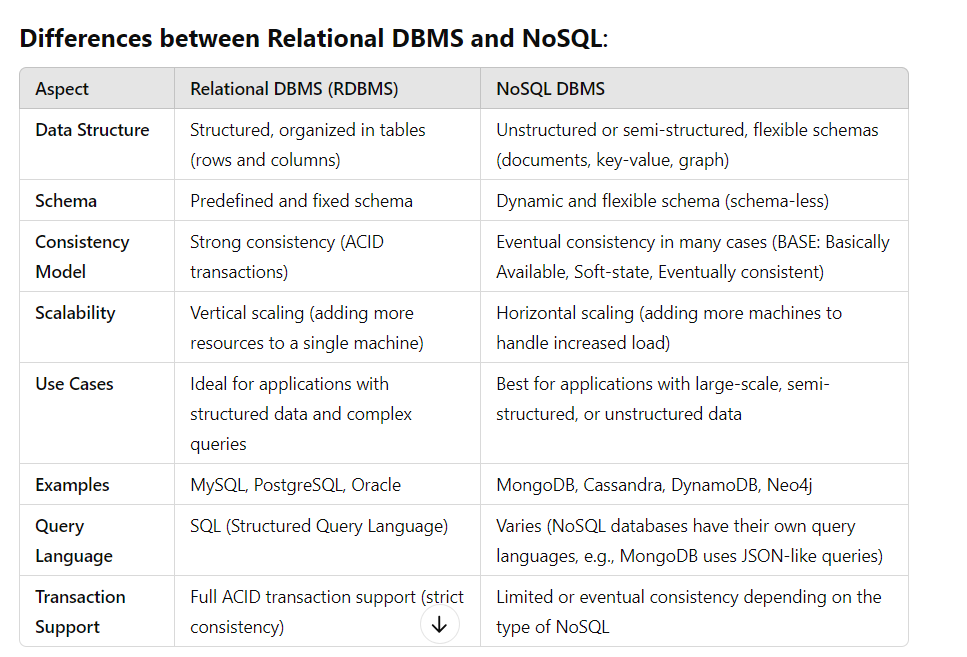 Differences between Relational DBMS and NoSQL:
Aspect
Relational DBMS (RDBMS)
NoSQL DBMS
Data Structure
Structured, organized in tables
(rows and columns)
Unstructured or semi-structured, flexible schemas
(documents, key-value, graph)
Schema
Predefined and fixed schema
Dynamic and flexible schema (schema-less)
Consistency
Model
Strong consistency (ACID
transactions)
Eventual consistency in many cases (BASE: Basically
Available, Soft-state, Eventually consistent)
Scalability
Vertical scaling (adding more
resources to a single machine)
Horizontal scaling (adding more machines to
handle increased load)
Use Cases
Ideal for applications with
structured data and complex
queries
Best for applications with large-scale, semi-
structured, or unstructured data
Examples
MySQL, PostgreSQL, Oracle
MongoDB, Cassandra, DynamoDB, Neo4j
Query
Language
SQL (Structured Query Language)
Varies (NoSQL databases have their own query
languages, e.g., MongoDB uses JSON-like queries)
Transaction
Support
Full ACID transaction support (strict
consistency)
Limited or eventual consistency depending on the
type of NoSQL